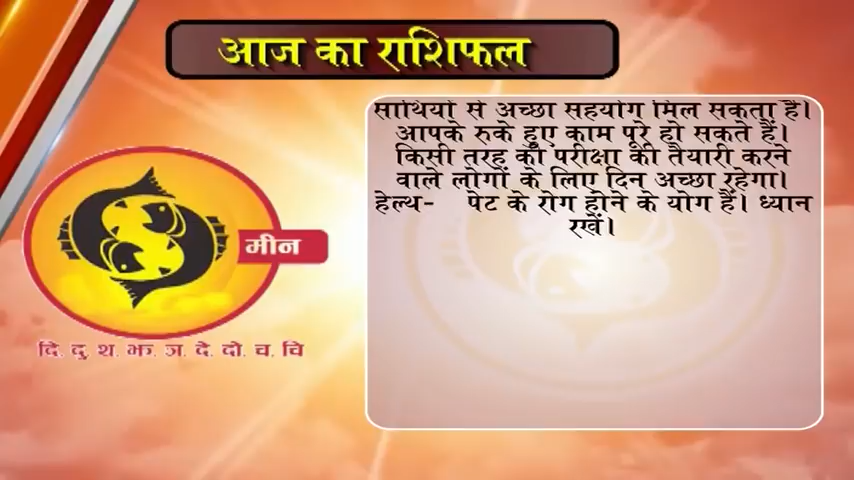 आज का राशिफल
साथियों से अच्छा सहयोग मिल सकता है।
आपके रुके हुए काम पूरे हो सकते हैं।
किसी तरह की परीक्षा की तैयारी करने
वाले लोगों के लिए दिन अच्छा रहेगा।
हेल्थ- पेट के रोग होने के योग हैं। ध्यान
रखें।
मीन
दि. दु. श. झ. ञ. दे. दो. च. चि